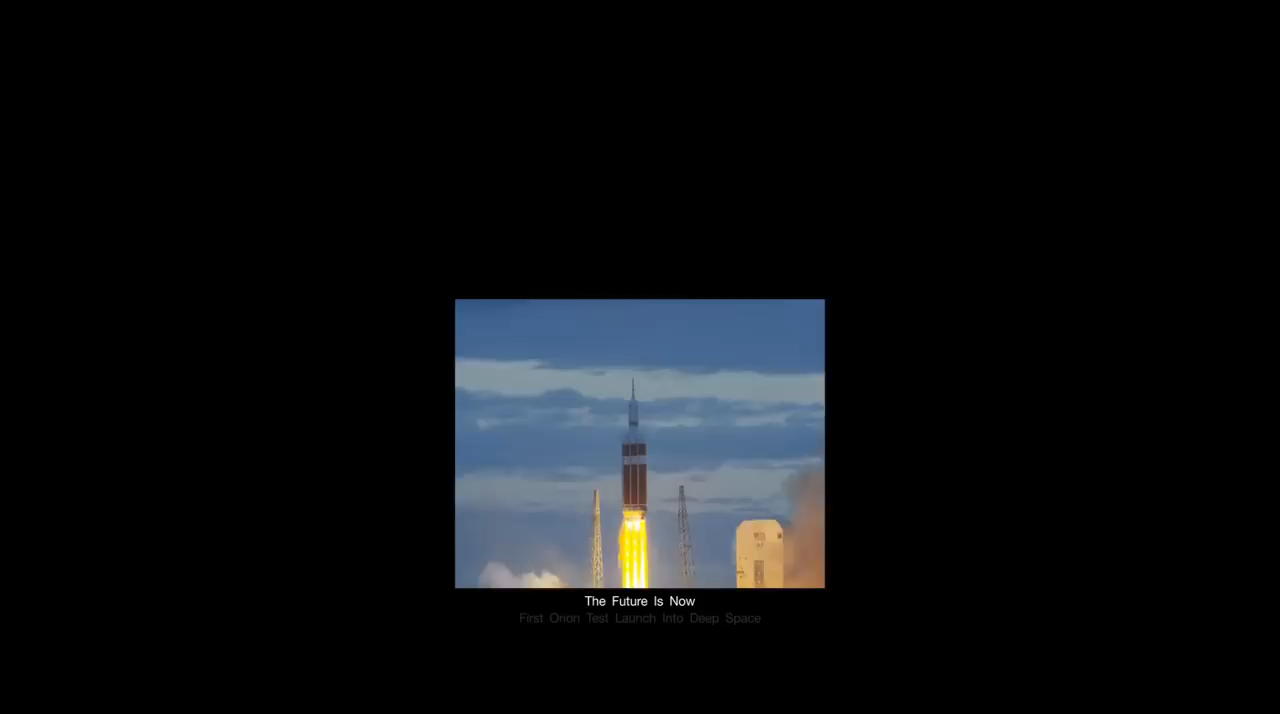 The Future Is Now
First Orion Test Launch Into Deep Space